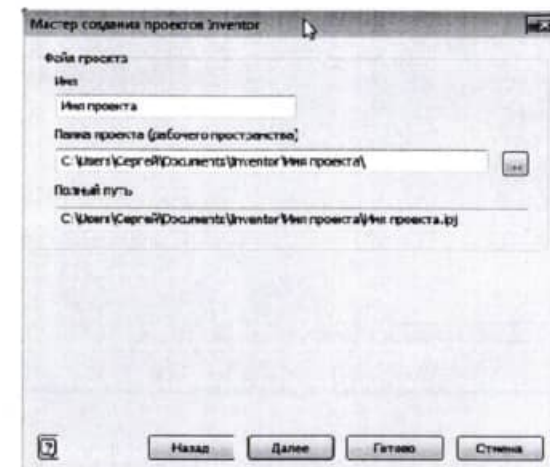 Мастер создания проектов Inventor
Файл проекта
Имя
Имя проекта
Папка проекта (рабочего пространства)
C:\Users\Сергей\Documents\Inventor\Имя проекта\
...
Полный путь
C:\Users\Сергей\Documents\Inventor\Имя проекта\Имя проекта.ipj
?
Назад Далее Готово Отмена